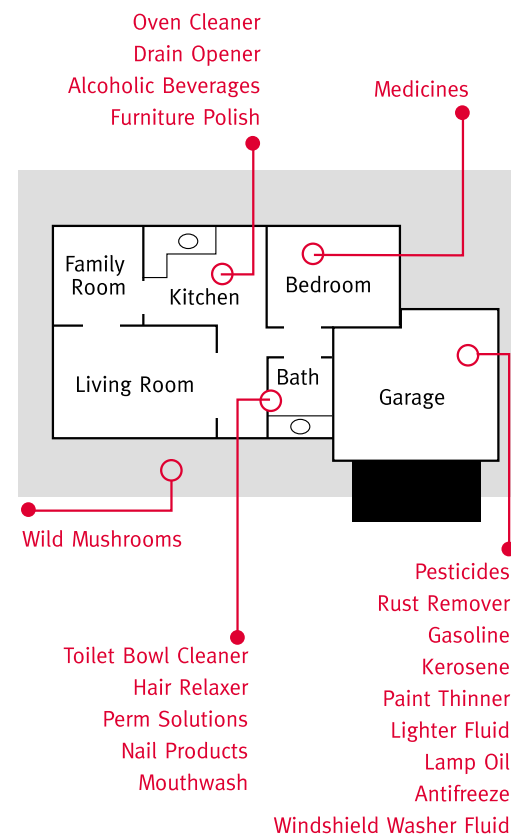 Oven Cleaner
Drain Opener
Alcoholic Beverages
Furniture Polish
Medicines
Family
Room
Kitchen
Bedroom
Living Room
Bath
Garage
Wild Mushrooms
Toilet Bowl Cleaner
Hair Relaxer
Perm Solutions
Nail Products
Mouthwash
Pesticides
Rust Remover
Gasoline
Kerosene
Paint Thinner
Lighter Fluid
Lamp Oil
Antifreeze
Windshield Washer Fluid